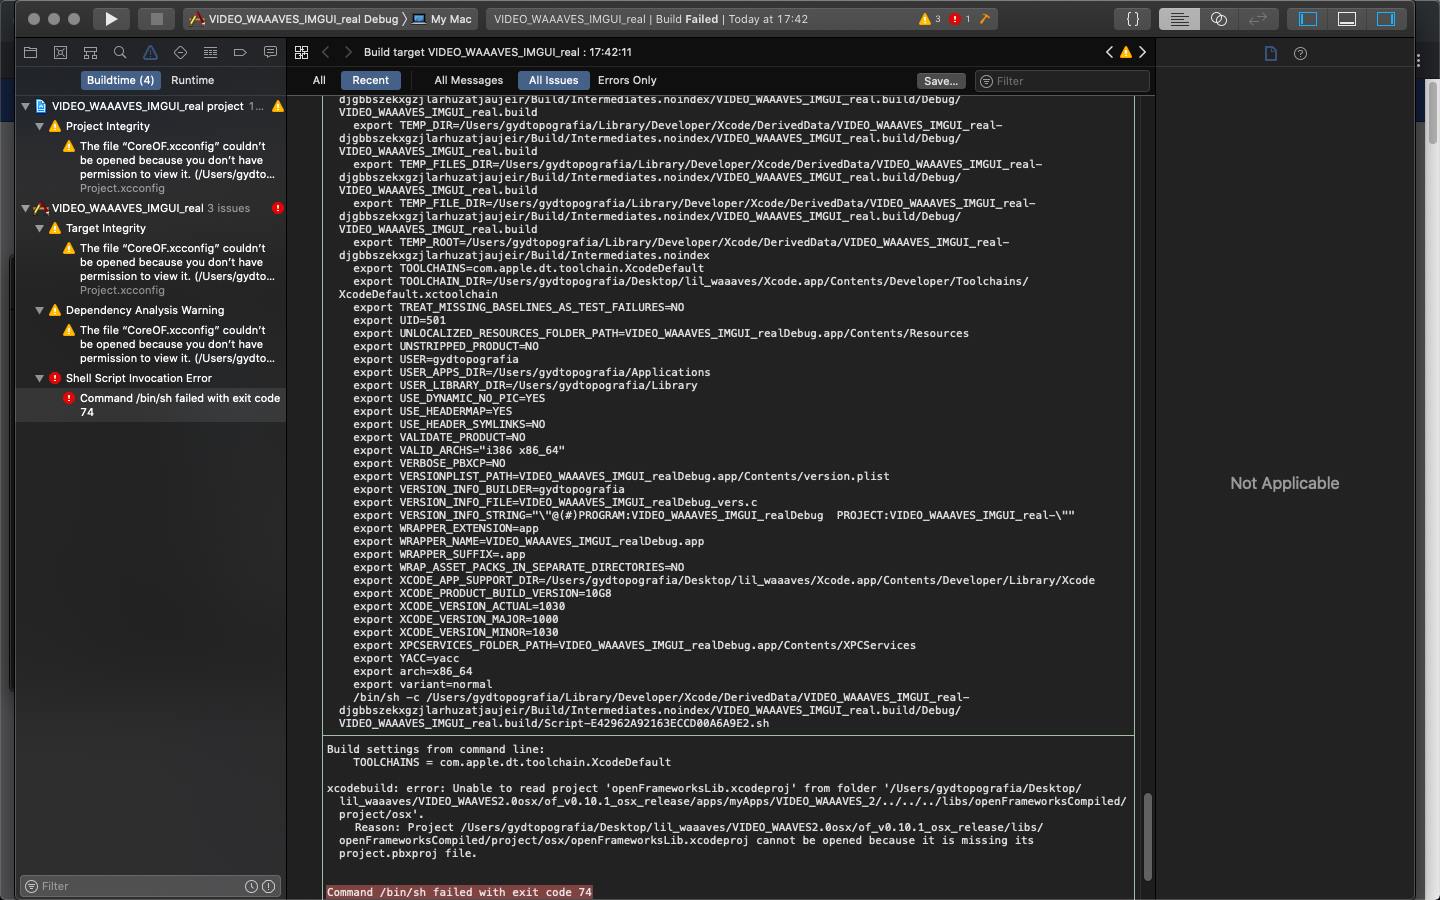 VIDEO_WAAAVES_IMGUI_real Debug 〉 My Mac
VIDEO_WAAAVES_IMGUI_real | Build Failed | Today at 17:42
3
1
{}
Build target VIDEO_WAAAVES_IMGUI_real : 17:42:11
Buildtime (4)
Runtime
All
Recent
All Messages
All Issues
Errors Only
Save...
Filter
VIDEO_WAAAVES_IMGUI_real project 1...
Project Integrity
The file “CoreOF.xcconfig” couldn’t
be opened because you don’t have
permission to view it. (/Users/gydto...
Project.xcconfig
VIDEO_WAAAVES_IMGUI_real 3 issues
Target Integrity
The file “CoreOF.xcconfig” couldn’t
be opened because you don’t have
permission to view it. (/Users/gydto...
Project.xcconfig
Dependency Analysis Warning
The file “CoreOF.xcconfig” couldn’t
be opened because you don’t have
permission to view it. (/Users/gydto...
Shell Script Invocation Error
Command /bin/sh failed with exit code
74
Filter
djgbbszekxgzjlarhuzatjaujeir/Build/Intermediates.noindex/VIDEO_WAAAVES_IMGUI_real.build/Debug/
VIDEO_WAAAVES_IMGUI_real.build
export TEMP_DIR=/Users/gydtopografia/Library/Developer/Xcode/DerivedData/VIDEO_WAAAVES_IMGUI_real-
djgbbszekxgzjlarhuzatjaujeir/Build/Intermediates.noindex/VIDEO_WAAAVES_IMGUI_real.build/Debug/
VIDEO_WAAAVES_IMGUI_real.build
export TEMP_FILES_DIR=/Users/gydtopografia/Library/Developer/Xcode/DerivedData/VIDEO_WAAAVES_IMGUI_real-
djgbbszekxgzjlarhuzatjaujeir/Build/Intermediates.noindex/VIDEO_WAAAVES_IMGUI_real.build/Debug/
VIDEO_WAAAVES_IMGUI_real.build
export TEMP_FILE_DIR=/Users/gydtopografia/Library/Developer/Xcode/DerivedData/VIDEO_WAAAVES_IMGUI_real-
djgbbszekxgzjlarhuzatjaujeir/Build/Intermediates.noindex/VIDEO_WAAAVES_IMGUI_real.build/Debug/
VIDEO_WAAAVES_IMGUI_real.build
export TEMP_ROOT=/Users/gydtopografia/Library/Developer/Xcode/DerivedData/VIDEO_WAAAVES_IMGUI_real-
djgbbszekxgzjlarhuzatjaujeir/Build/Intermediates.noindex
export TOOLCHAINS=com.apple.dt.toolchain.XcodeDefault
export TOOLCHAIN_DIR=/Users/gydtopografia/Desktop/lil_waaaves/Xcode.app/Contents/Developer/Toolchains/
XcodeDefault.xctoolchain
export TREAT_MISSING_BASELINES_AS_TEST_FAILURES=NO
export UID=501
export UNLOCALIZED_RESOURCES_FOLDER_PATH=VIDEO_WAAAVES_IMGUI_realDebug.app/Contents/Resources
export UNSTRIPPED_PRODUCT=NO
export USER=gydtopografia
export USER_APPS_DIR=/Users/gydtopografia/Applications
export USER_LIBRARY_DIR=/Users/gydtopografia/Library
export USE_DYNAMIC_NO_PIC=YES
export USE_HEADERMAP=YES
export USE_HEADER_SYMLINKS=NO
export VALIDATE_PRODUCT=NO
export VALID_ARCHS="i386 x86_64"
export VERBOSE_PBXCP=NO
export VERSIONPLIST_PATH=VIDEO_WAAAVES_IMGUI_realDebug.app/Contents/version.plist
export VERSION_INFO_BUILDER=gydtopografia
export VERSION_INFO_FILE=VIDEO_WAAAVES_IMGUI_realDebug_vers.c
export VERSION_INFO_STRING="\"@(#)PROGRAM:VIDEO_WAAAVES_IMGUI_realDebug  PROJECT:VIDEO_WAAAVES_IMGUI_real-\""
export WRAPPER_EXTENSION=app
export WRAPPER_NAME=VIDEO_WAAAVES_IMGUI_realDebug.app
export WRAPPER_SUFFIX=.app
export WRAP_ASSET_PACKS_IN_SEPARATE_DIRECTORIES=NO
export XCODE_APP_SUPPORT_DIR=/Users/gydtopografia/Desktop/lil_waaaves/Xcode.app/Contents/Developer/Library/Xcode
export XCODE_PRODUCT_BUILD_VERSION=10G8
export XCODE_VERSION_ACTUAL=1030
export XCODE_VERSION_MAJOR=1000
export XCODE_VERSION_MINOR=1030
export XPCSERVICES_FOLDER_PATH=VIDEO_WAAAVES_IMGUI_realDebug.app/Contents/XPCServices
export YACC=yacc
export arch=x86_64
export variant=normal
/bin/sh -c /Users/gydtopografia/Library/Developer/Xcode/DerivedData/VIDEO_WAAAVES_IMGUI_real-
djgbbszekxgzjlarhuzatjaujeir/Build/Intermediates.noindex/VIDEO_WAAAVES_IMGUI_real.build/Debug/
VIDEO_WAAAVES_IMGUI_real.build/Script-E42962A92163ECCD00A6A9E2.sh
Build settings from command line:
TOOLCHAINS = com.apple.dt.toolchain.XcodeDefault
xcodebuild: error: Unable to read project 'openFrameworksLib.xcodeproj' from folder '/Users/gydtopografia/Desktop/
lil_waaaves/VIDEO_WAAVES2.0osx/of_v0.10.1_osx_release/apps/myApps/VIDEO_WAAAVES_2/../../../libs/openFrameworksCompiled/
project/osx'.
Reason: Project /Users/gydtopografia/Desktop/lil_waaaves/VIDEO_WAAVES2.0osx/of_v0.10.1_osx_release/libs/
openFrameworksCompiled/project/osx/openFrameworksLib.xcodeproj cannot be opened because it is missing its
project.pbxproj file.
Command /bin/sh failed with exit code 74
Not Applicable